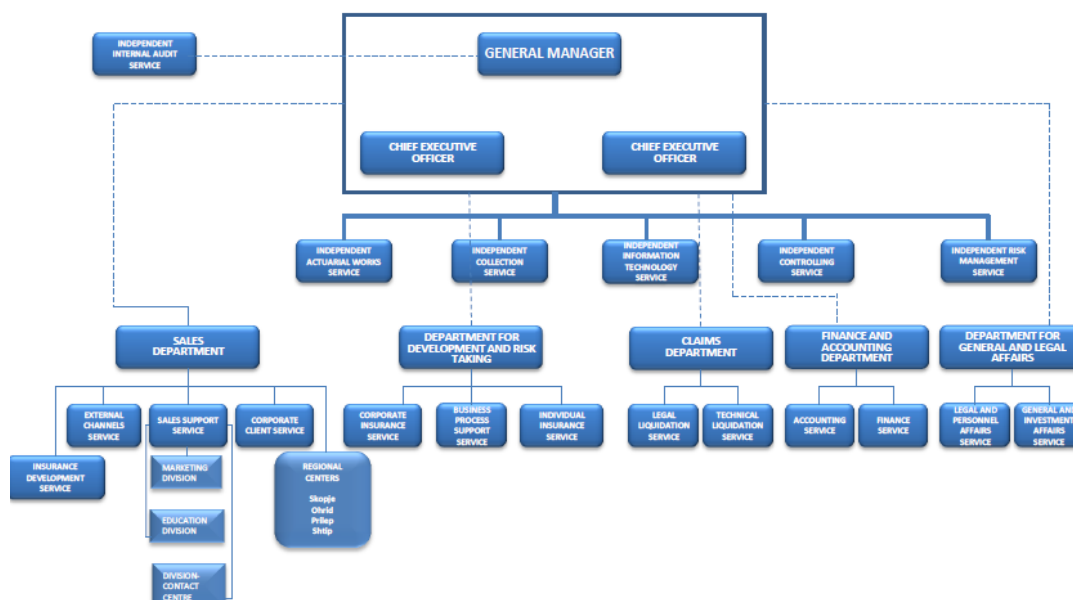 INDEPENDENT
INTERNAL AUDIT
SERVICE
GENERAL MANAGER
CHIEF EXECUTIVE
OFFICER
CHIEF EXECUTIVE
OFFICER
INDEPENDENT
ACTUARIAL WORKS
SERVICE
INDEPENDENT
COLLECTION
SERVICE
INDEPENDENT
INFORMATION
TECHNOLOGY
SERVICE
INDEPENDENT
CONTROLLING
SERVICE
INDEPENDENT RISK
MANAGEMENT
SERVICE
SALES
DEPARTMENT
DEPARTMENT FOR
DEVELOPMENT AND RISK
TAKING
CLAIMS
DEPARTMENT
FINANCE AND
ACCOUNTING
DEPARTMENT
DEPARTMENT FOR
GENERAL AND LEGAL
AFFAIRS
EXTERNAL
CHANNELS
SERVICE
SALES SUPPORT
SERVICE
CORPORATE
CLIENT SERVICE
CORPORATE
INSURANCE
SERVICE
BUSINESS
PROCESS
SUPPORT
SERVICE
INDIVIDUAL
INSURANCE
SERVICE
LEGAL
LIQUIDATION
SERVICE
TECHNICAL
LIQUIDATION
SERVICE
ACCOUNTING
SERVICE
FINANCE
SERVICE
LEGAL AND
PERSONNEL
AFFAIRS
SERVICE
GENERAL AND
INVESTMENT
AFFAIRS
SERVICE
INSURANCE
DEVELOPMENT
SERVICE
MARKETING
DIVISION
REGIONAL
CENTERS
Skopje
Ohrid
Prilep
Shtip
EDUCATION
DIVISION
DIVISION-
CONTACT
CENTRE